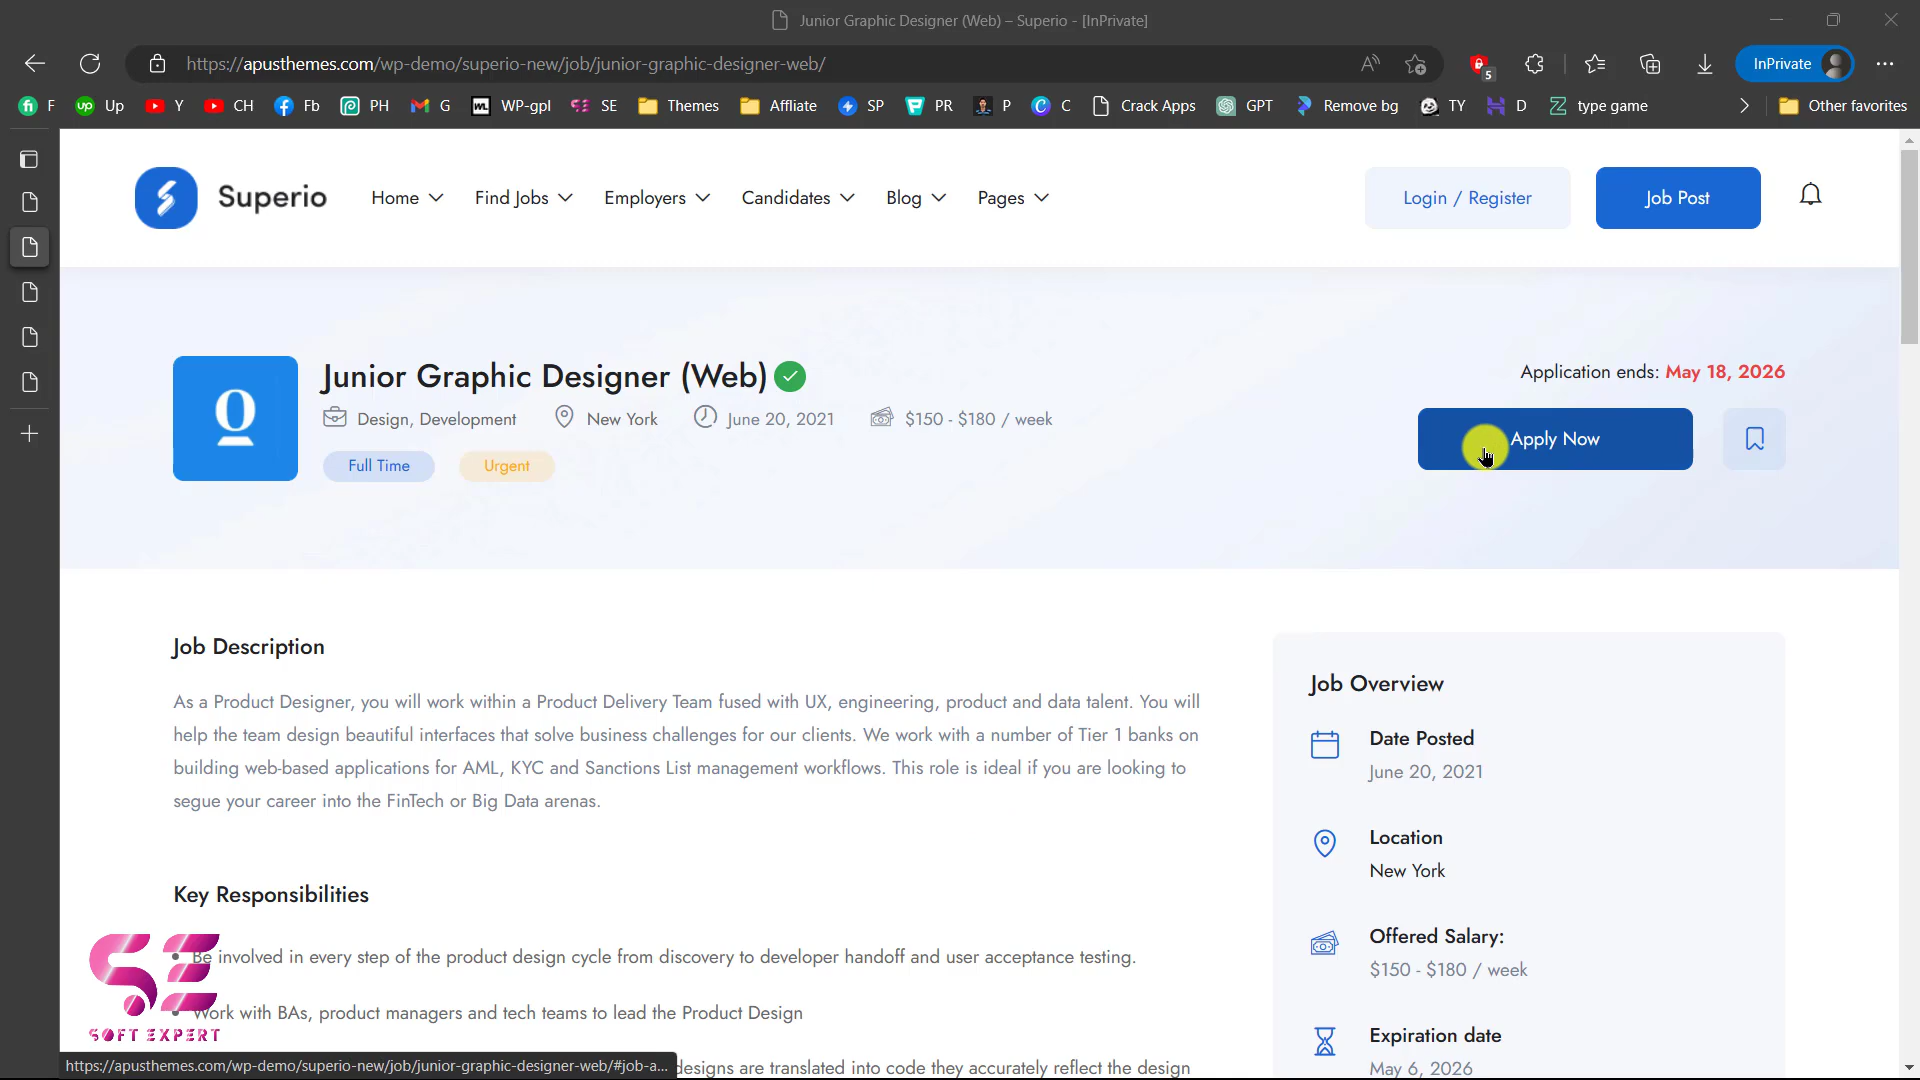 Junior Graphic Designer (Web) – Superio - [InPrivate]
https://apusthemes.com/wp-demo/superio-new/job/junior-graphic-designer-web/
5
InPrivate
F Up Y CH Fb PH G WP-gpl SE Themes Affliate SP PR P C Crack Apps GPT Remove bg TY D type game Other favorites
Superio
Home Find Jobs Employers Candidates Blog Pages
Login / Register
Job Post
Junior Graphic Designer (Web)
Design, Development New York June 20, 2021 $150 - $180 / week
Full Time Urgent
Application ends: May 18, 2026
Apply Now
Job Description
As a Product Designer, you will work within a Product Delivery Team fused with UX, engineering, product and data talent. You will
help the team design beautiful interfaces that solve business challenges for our clients. We work with a number of Tier 1 banks on
building web-based applications for AML, KYC and Sanctions List management workflows. This role is ideal if you are looking to
segue your career into the FinTech or Big Data arenas.
Key Responsibilities
Be involved in every step of the product design cycle from discovery to developer handoff and user acceptance testing.
Work with BAs, product managers and tech teams to lead the Product Design
designs are translated into code they accurately reflect the design
Job Overview
Date Posted
June 20, 2021
Location
New York
Offered Salary:
$150 - $180 / week
Expiration date
May 6, 2026
SE
SOFT EXPERT
https://apusthemes.com/wp-demo/superio-new/job/junior-graphic-designer-web/#job-a...